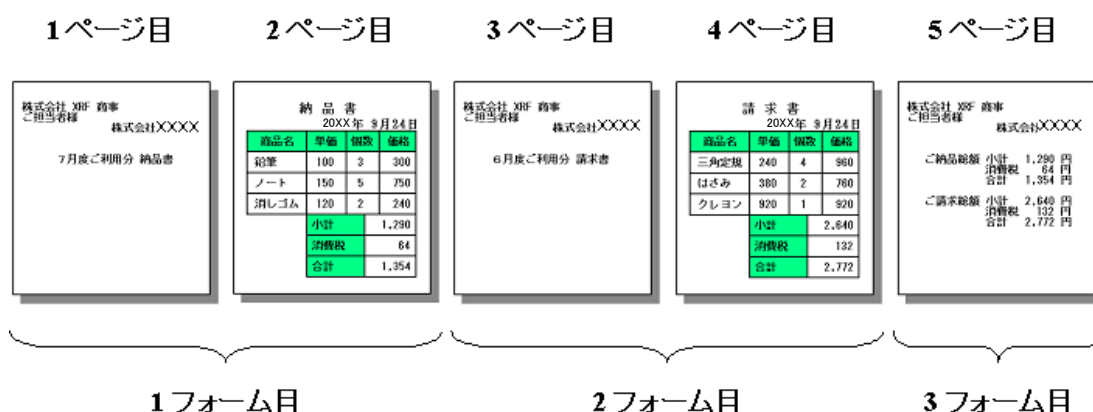 1ページ目 2ページ目 3ページ目 4ページ目 5ページ目
株式会社 XRF 商事
ご担当者様
株式会社XXXX
7月度ご利用分 納品書
納 品 書
20XX年 9月24日
商品名 単価 個数 価格
鉛筆 100 3 300
ノート 150 5 750
消しゴム 120 2 240
小計 1,290
消費税 64
合計 1,354
株式会社 XRF 商事
ご担当者様
株式会社XXXX
6月度ご利用分 請求書
請 求 書
20XX年 9月24日
商品名 単価 個数 価格
三角定規 240 4 960
はさみ 380 2 760
クレヨン 920 1 920
小計 2,640
消費税 132
合計 2,772
株式会社 XRF 商事
ご担当者様
株式会社XXXX
ご納品総額 小計 1,290 円
消費税 64 円
合計 1,354 円
ご請求総額 小計 2,640 円
消費税 132 円
合計 2,772 円
1フォーム目 2フォーム目 3フォーム目